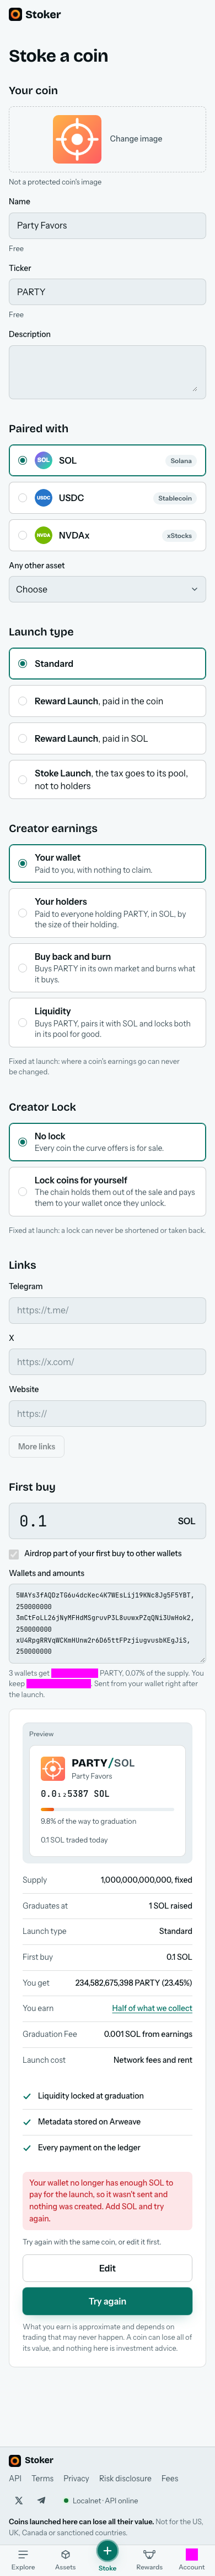 Stoker
Stoke a coin
Your coin
Change image
Not a protected coin's image
Name
Party Favors
Free
Ticker
PARTY
Free
Description
Paired with
SOL
SOL
Solana
USDC
USDC
Stablecoin
NVDA
NVDAx
xStocks
Any other asset
Choose
Launch type
Standard
Reward Launch, paid in the coin
Reward Launch, paid in SOL
Stoke Launch, the tax goes to its pool,
not to holders
Creator earnings
Your wallet
Paid to you, with nothing to claim.
Your holders
Paid to everyone holding PARTY, in SOL, by
the size of their holding.
Buy back and burn
Buys PARTY in its own market and burns what
it buys.
Liquidity
Buys PARTY, pairs it with SOL and locks both
in its pool for good.
Fixed at launch: where a coin's earnings go can never
be changed.
Creator Lock
No lock
Every coin the curve offers is for sale.
Lock coins for yourself
The chain holds them out of the sale and pays
them to your wallet once they unlock.
Fixed at launch: a lock can never be shortened or taken back.
Links
Telegram
https://t.me/
X
https://x.com/
Website
https://
More links
First buy
0.1
SOL
Airdrop part of your first buy to other wallets
Wallets and amounts
5WAYs3fAQDzTG6u4dcKec4K7WEsLij19KNc8Jg5F5YBT,
250000000
3mCtFoLL26jNyMFHdMSgruvP3L8uuwxPZqQNi3UwHok2,
250000000
xU4RpgRRVqWCKmHUnw2r6D65ttFPzjiugvusbKEgJiS,
250000000
3 wallets get PARTY, 0.07% of the supply. You
keep . Sent from your wallet right after
the launch.
Preview
PARTY/SOL
Party Favors
0.0₁₂5387 SOL
9.8% of the way to graduation
0.1 SOL traded today
Supply 1,000,000,000,000, fixed
Graduates at 1 SOL raised
Launch type Standard
First buy 0.1 SOL
You get 234,582,675,398 PARTY (23.45%)
You earn Half of what we collect
Graduation Fee 0.001 SOL from earnings
Launch cost Network fees and rent
Liquidity locked at graduation
Metadata stored on Arweave
Every payment on the ledger
Your wallet no longer has enough SOL to
pay for the launch, so it wasn't sent and
nothing was created. Add SOL and try
again.
Try again with the same coin, or edit it first.
Edit
Try again
What you earn is approximate and depends on
trading that may never happen. A coin can lose all of
its value, and nothing here is investment advice.
Stoker
API Terms Privacy Risk disclosure Fees
Localnet · API online
Coins launched here can lose all their value. Not for the US,
UK, Canada or sanctioned countries.
Explore
Assets
Stoke
Rewards
Account